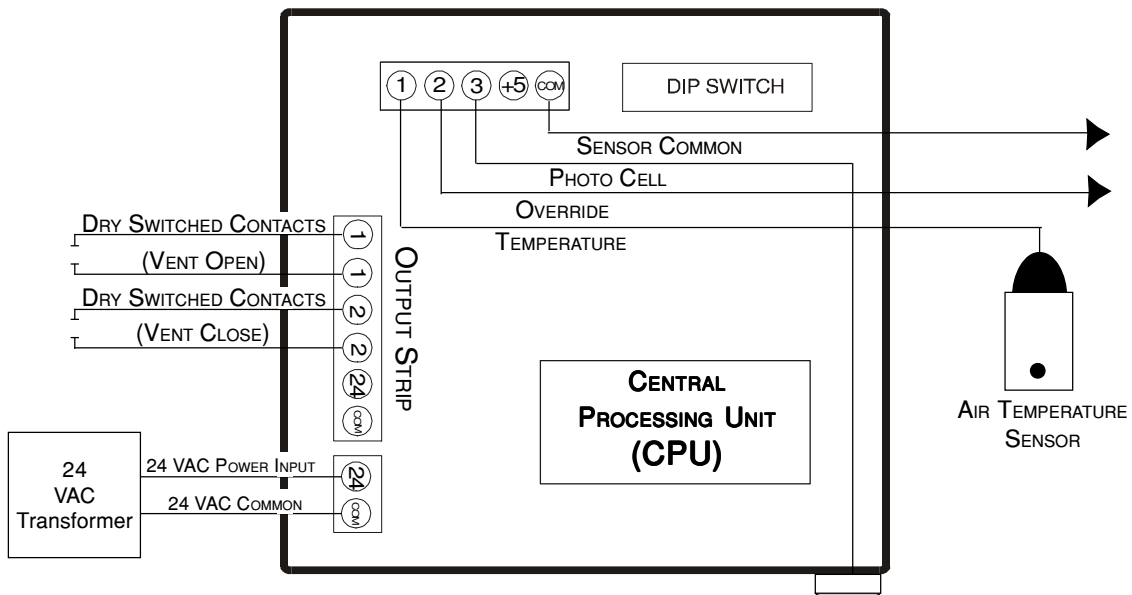 1 2 3 +5 COM
DIP SWITCH
SENSOR COMMON
PHOTO CELL
OVERRIDE
TEMPERATURE
DRY SWITCHED CONTACTS
(VENT OPEN)
DRY SWITCHED CONTACTS
(VENT CLOSE)
1
1
2
2
24
COM
OUTPUT STRIP
CENTRAL
PROCESSING UNIT
(CPU)
AIR TEMPERATURE
SENSOR
24
VAC
Transformer
24 VAC POWER INPUT
24 VAC COMMON
24
COM